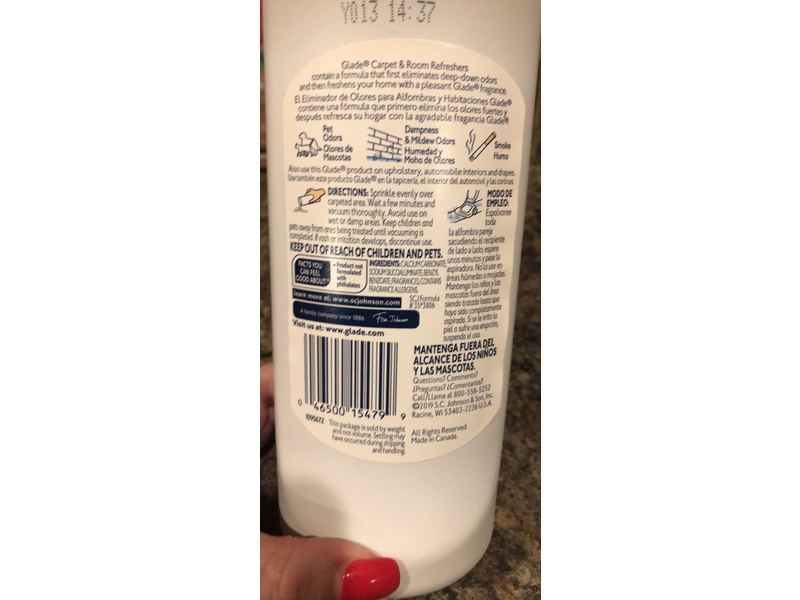 Y013 14:37
Glade® Carpet & Room Refreshers
contain a formula that first eliminates deep-down odors
and then freshens your home with a pleasant Glade® fragrance.
El Eliminador de Olores para Alfombras y Habitaciones Glade®
contiene una fórmula que primero elimina los olores fuertes y
después refresca su hogar con la agradable fragancia Glade®.
Pet
Odors
Olores de
Mascotas
Dampness
& Mildew Odors
Humedad y
Moho de Olores
Smoke
Humo
Also use this Glade® product on upholstery, automobile interiors and drapes.
Use también este producto Glade® en la tapicería, el interior del automóvil y las cortinas.
DIRECTIONS: Sprinkle evenly over
carpeted area. Wait a few minutes and
vacuum thoroughly. Avoid use on
wet or damp areas. Keep children and
pets away from area being treated until vacuuming is
completed. If rash or irritation develops, discontinue use.
KEEP OUT OF REACH OF CHILDREN AND PETS.
FACTS YOU
CAN FEEL
GOOD ABOUT™
• Product not
formulated
with
phthalates
INGREDIENTS: CALCIUM CARBONATE,
SODIUM SILICOALUMINATE, BENZYL
BENZOATE, FRAGRANCES, CONTAINS
FRAGRANCE ALLERGENS.
learn more at: www.scjohnson.com
SCJ Formula
# 35*3806
A family company since 1886.
Fisk Johnson
Visit us at: www.glade.com
0 46500 15479 9
1095672
This package is sold by weight
and not volume. Settling may
have occurred during shipping
and handling.
MODO DE
EMPLEO:
Espolvoree
toda
la alfombra pareja
sacudiendo el recipiente
de lado a lado, espere
unos minutos y pase la
aspiradora. No lo use en
áreas húmedas o mojadas.
Mantenga los niños y las
mascotas fuera del área
siendo tratada hasta que
haya sido completamente
aspirada. Si se irrita la
piel o sufre una erupción,
suspenda el uso.
MANTENGA FUERA DEL
ALCANCE DE LOS NIÑOS
Y LAS MASCOTAS.
Questions? Comments?
¿Preguntas? ¿Comentarios?
Call/Llame al 800-558-5252
©2019 S.C. Johnson & Son, Inc.
Racine, WI 53403-2236 U.S.A.
All Rights Reserved.
Made in Canada.